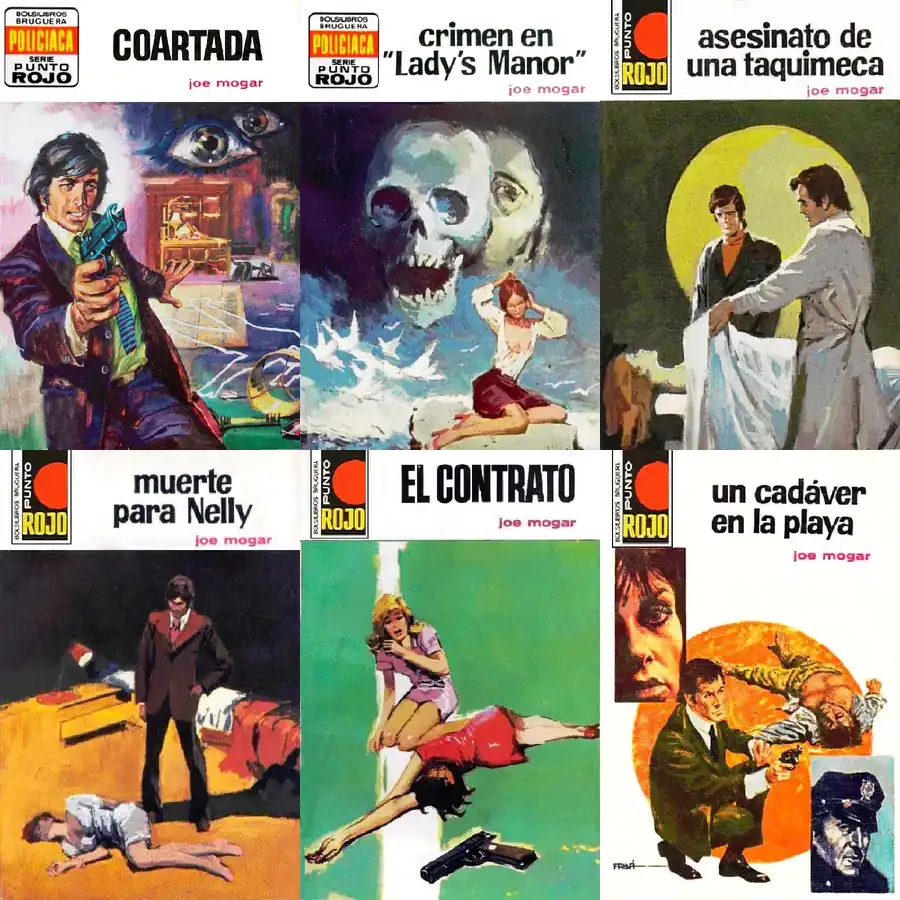 BOLSILIBROS
BRUGUERA
POLICIACA
SERIE
PUNTO
ROJO
COARTADA
joe mogar
BOLSILIBROS
BRUGUERA
POLICIACA
SERIE
PUNTO
ROJO
crimen en
"Lady's Manor"
joe mogar
BOLSILIBROS BRUGUERA
PUNTO
ROJO
asesinato de
una taquimeca
joe mogar
BOLSILIBROS BRUGUERA
PUNTO
ROJO
muerte
para Nelly
joe mogar
BOLSILIBROS BRUGUERA
PUNTO
ROJO
EL CONTRATO
joe mogar
BOLSILIBROS BRUGUERA
PUNTO
ROJO
un cadáver
en la playa
joe mogar